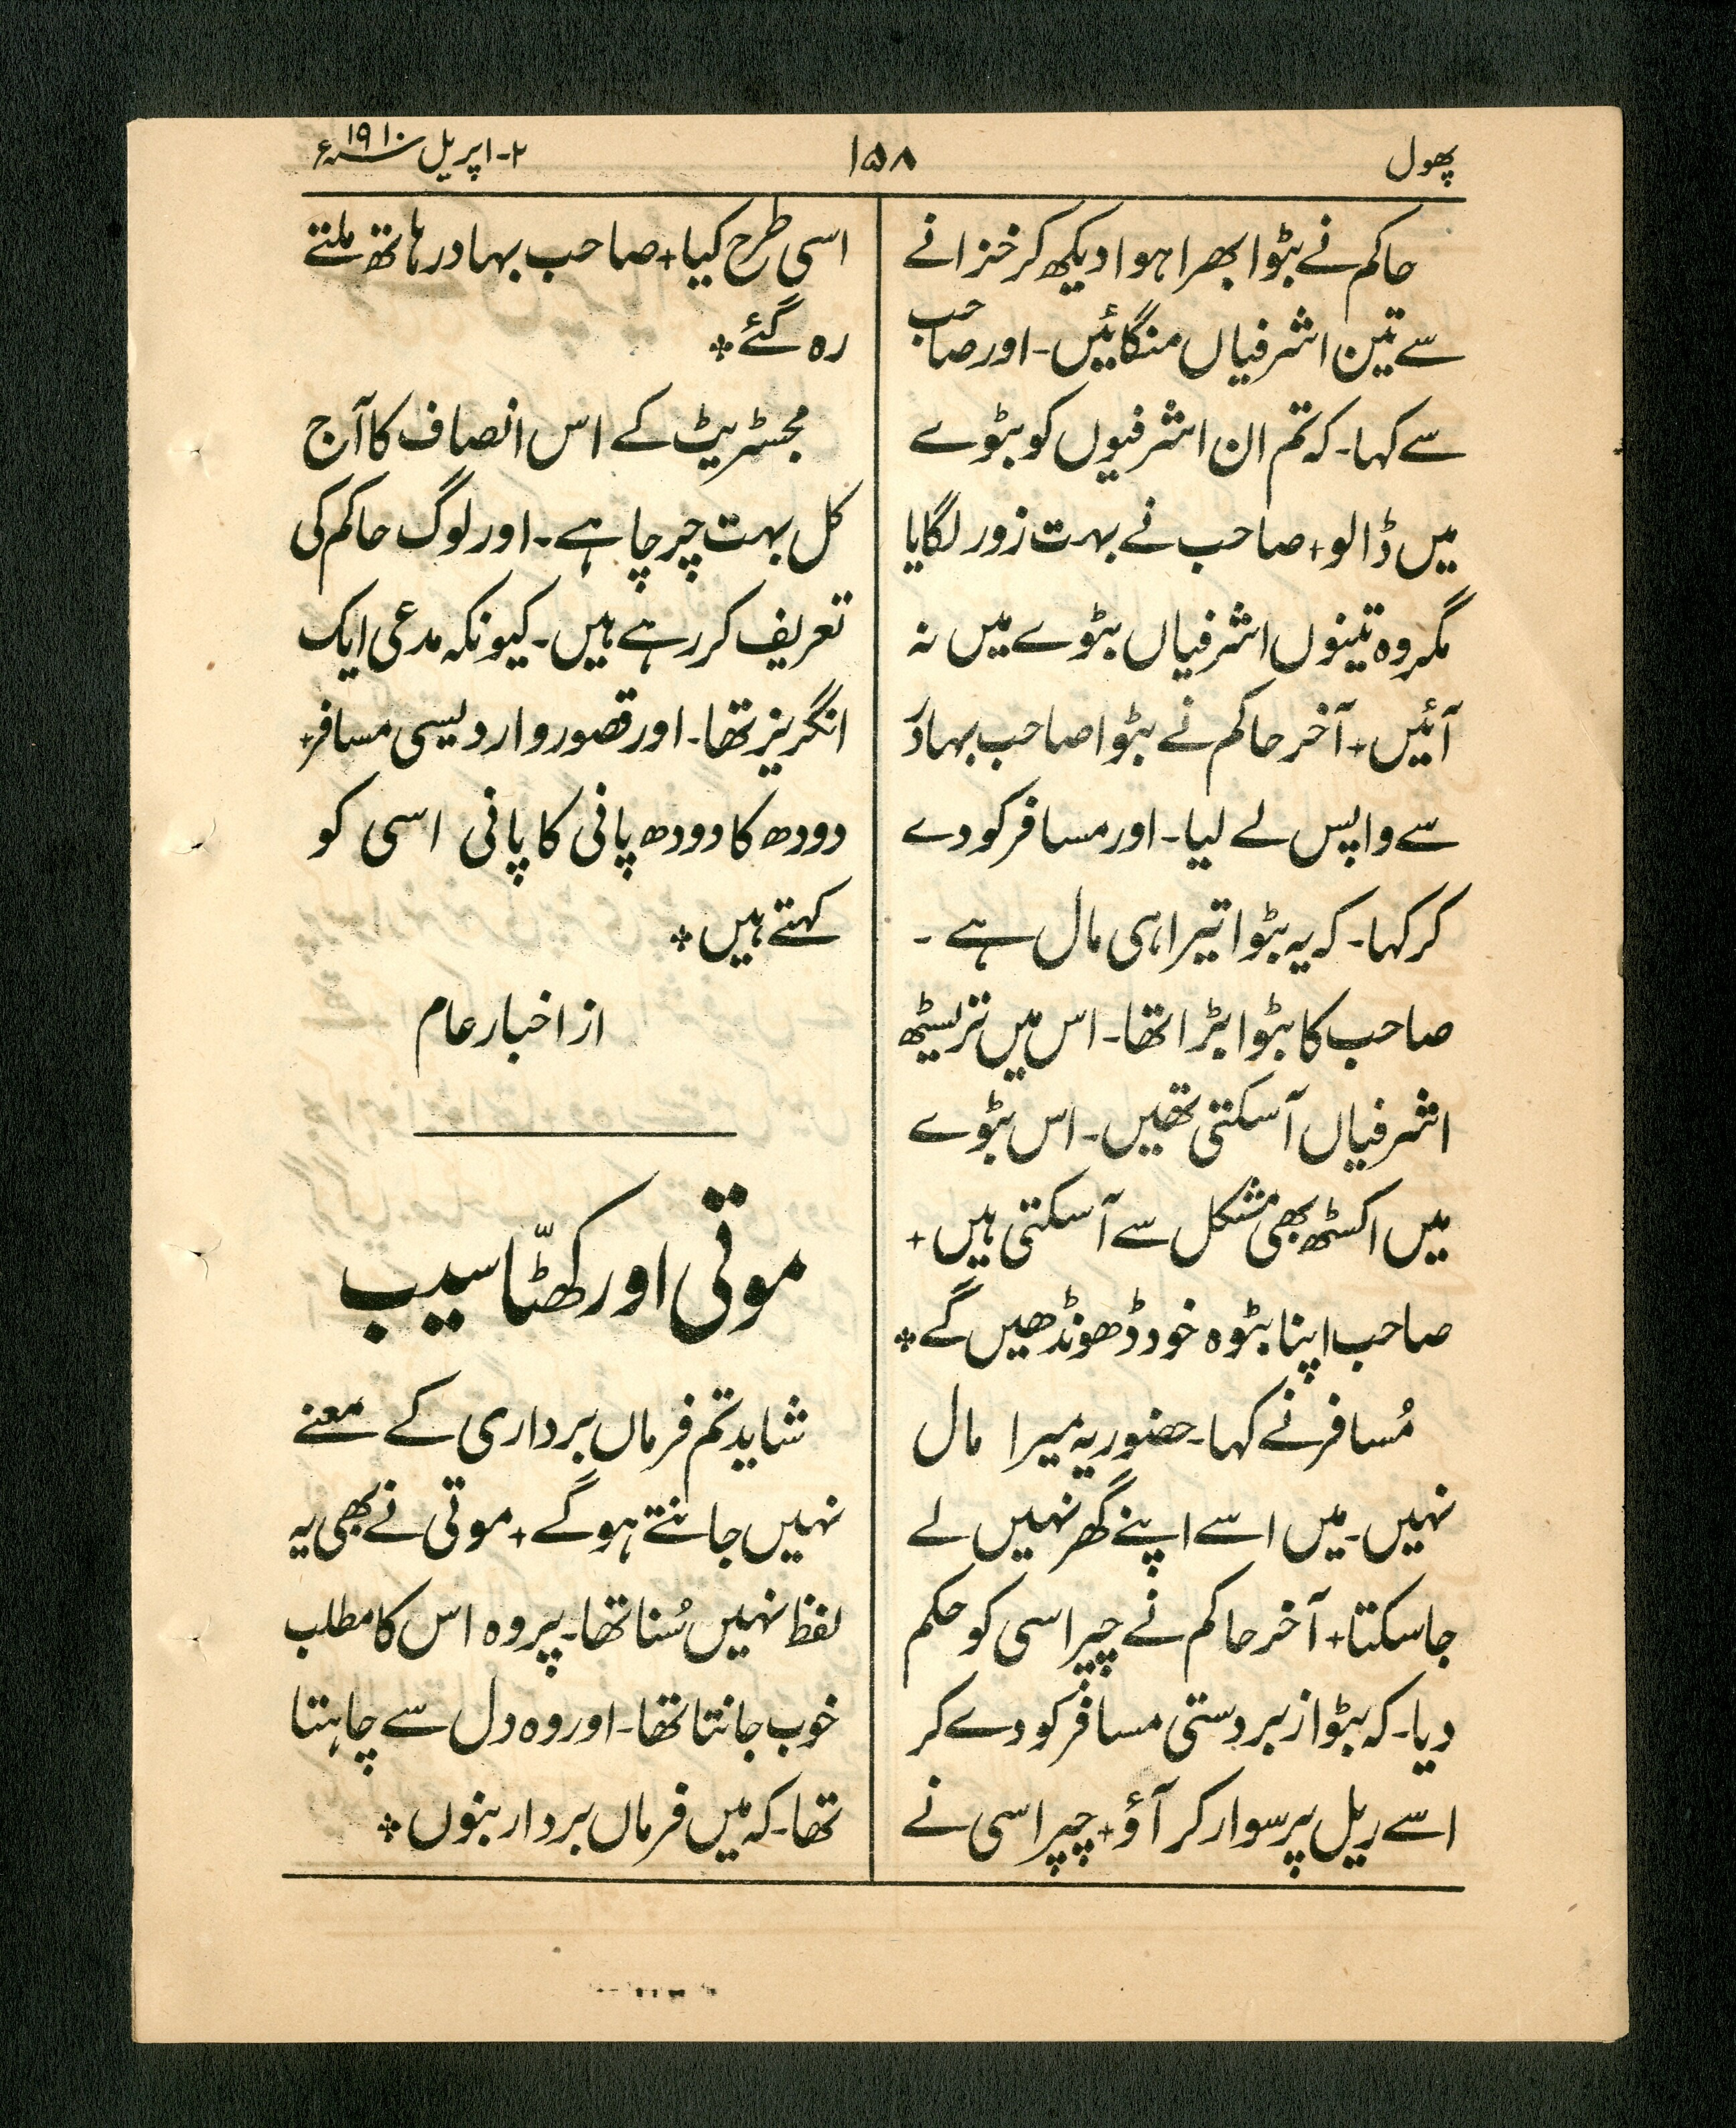 پھول
۱۵۸
۲-اپریل ۱۹۱۰ء
حاکم نے بٹوا بھرا ہوا دیکھ کر خزانے
سے تین اشرفیاں منگائیں۔ اور صاحب
سے کہا۔ کہ تم ان اشرفیوں کو بٹوے
میں ڈالو+ صاحب نے بہت زور لگایا
مگر وہ تینوں اشرفیاں بٹوے میں نہ
آئیں+ آخر حاکم نے بٹوا صاحب بہادر
سے واپس لے لیا۔ اور مسافر کو دے
کر کہا۔ کہ یہ بٹوا تیرا ہی مال ہے ۔
صاحب کا بٹوا بڑا تھا۔ اس میں تریسٹھ
اشرفیاں آسکتی تھیں۔ اس بٹوے
میں اکسٹھ بھی مشکل سے آسکتی ہیں+
صاحب اپنا بٹوہ خود ڈھونڈھیں گے⁜
مُسافر نے کہا۔ حضور یہ میرا مال
نہیں۔ میں اسے اپنے گھر نہیں لے
جاسکتا+ آخر حاکم نے چپراسی کو حکم
دیا۔ کہ بٹوا زبردستی مسافر کو دے کر
اسے ریل پر سوار کر آؤ+ چپراسی نے
اسی طرح کیا+ صاحب بہادر ہاتھ ملتے
رہ گئے⁜
مجسٹریٹ کے اس انصاف کا آج
کل بہت چرچا ہے۔ اور لوگ حاکم کی
تعریف کر رہے ہیں۔ کیونکہ مدعی ایک
انگریز تھا۔ اور قصوروار دیسی مسافر+
دودھ کا دودھ پانی کا پانی اسی کو
کہتے ہیں⁜
از اخبار عام
موتی اور کھٹّا سیب
شاید تم فرماں برداری کے معنے
نہیں جانتے ہوگے+ موتی نے بھی یہ
لفظ نہیں سُنا تھا۔ پر وہ اس کا مطلب
خوب جانتا تھا۔ اور وہ دل سے چاہتا
تھا۔ کہ میں فرماں بردار بنوں⁜